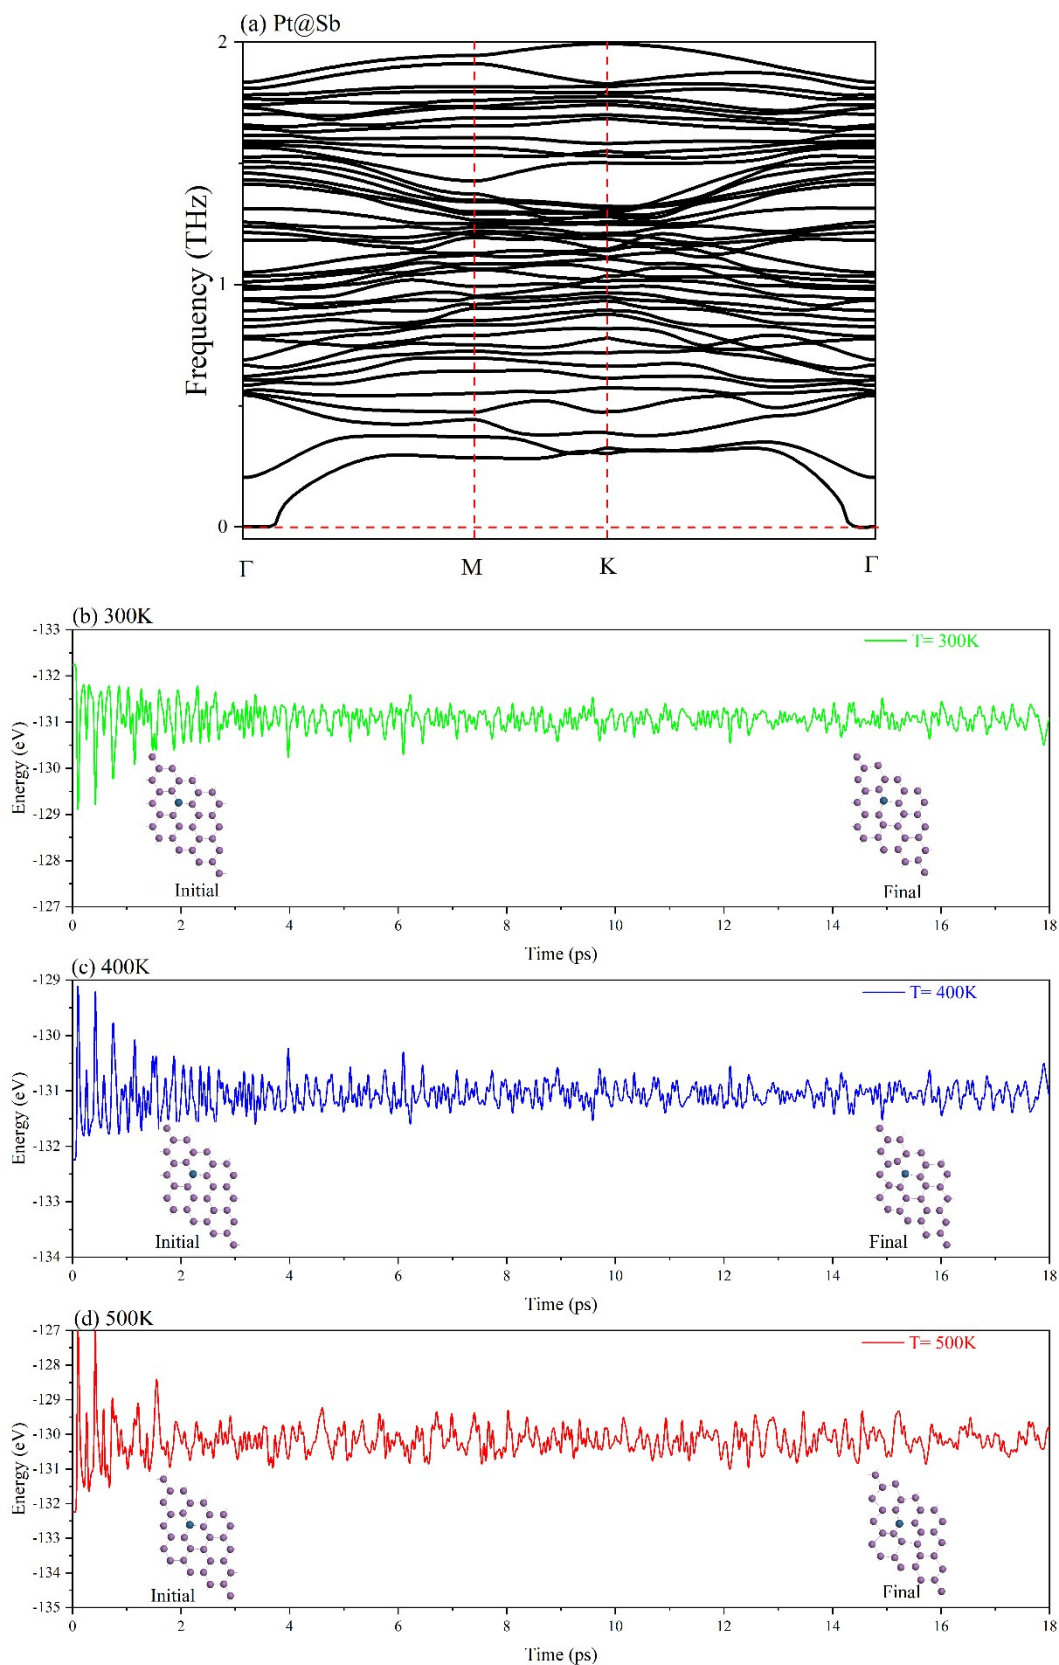 (a) Pt@Sb
2
1
0
Frequency (THz)
Γ M K Γ
(b) 300K
-133
-132
-131
-130
-129
-128
-127
Energy (eV)
T= 300K
Initial
Final
0 2 4 6 8 10 12 14 16 18
Time (ps)
(c) 400K
-129
-130
-131
-132
-133
-134
Energy (eV)
T= 400K
Initial
Final
0 2 4 6 8 10 12 14 16 18
Time (ps)
(d) 500K
-127
-128
-129
-130
-131
-132
-133
-134
-135
Energy (eV)
T= 500K
Initial
Final
0 2 4 6 8 10 12 14 16 18
Time (ps)